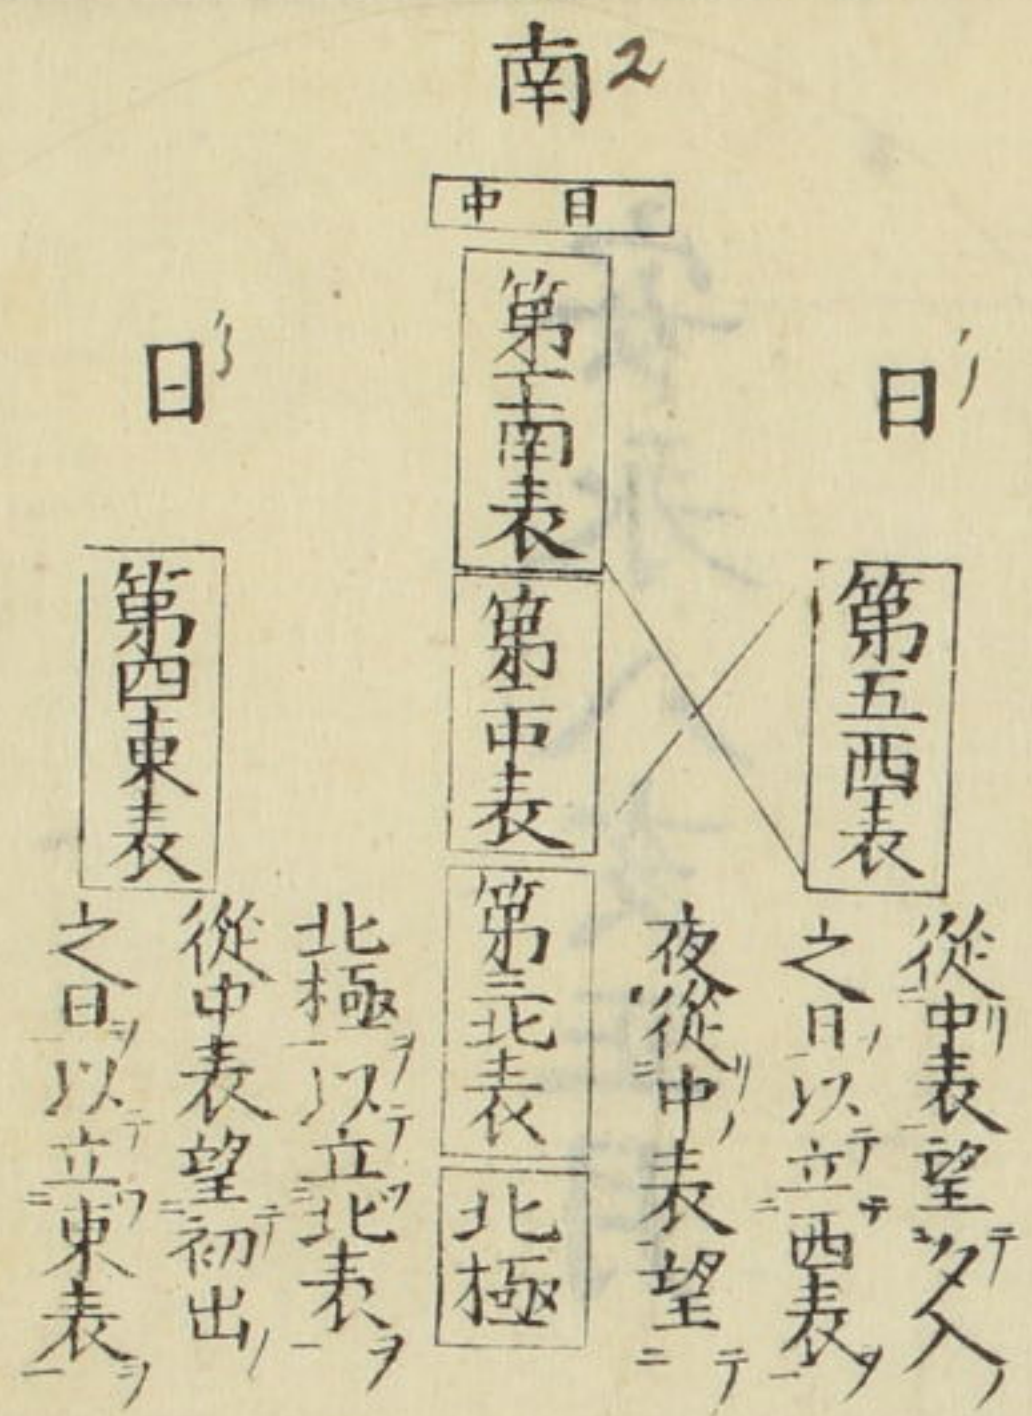 南
日中
日
日
第五西表
第一南表
第二中表
第三北表
北極
第四東表
從中表望夕入
之日以立西表
夜從中表望
北極以立北表
從中表望初出
之日以立東表